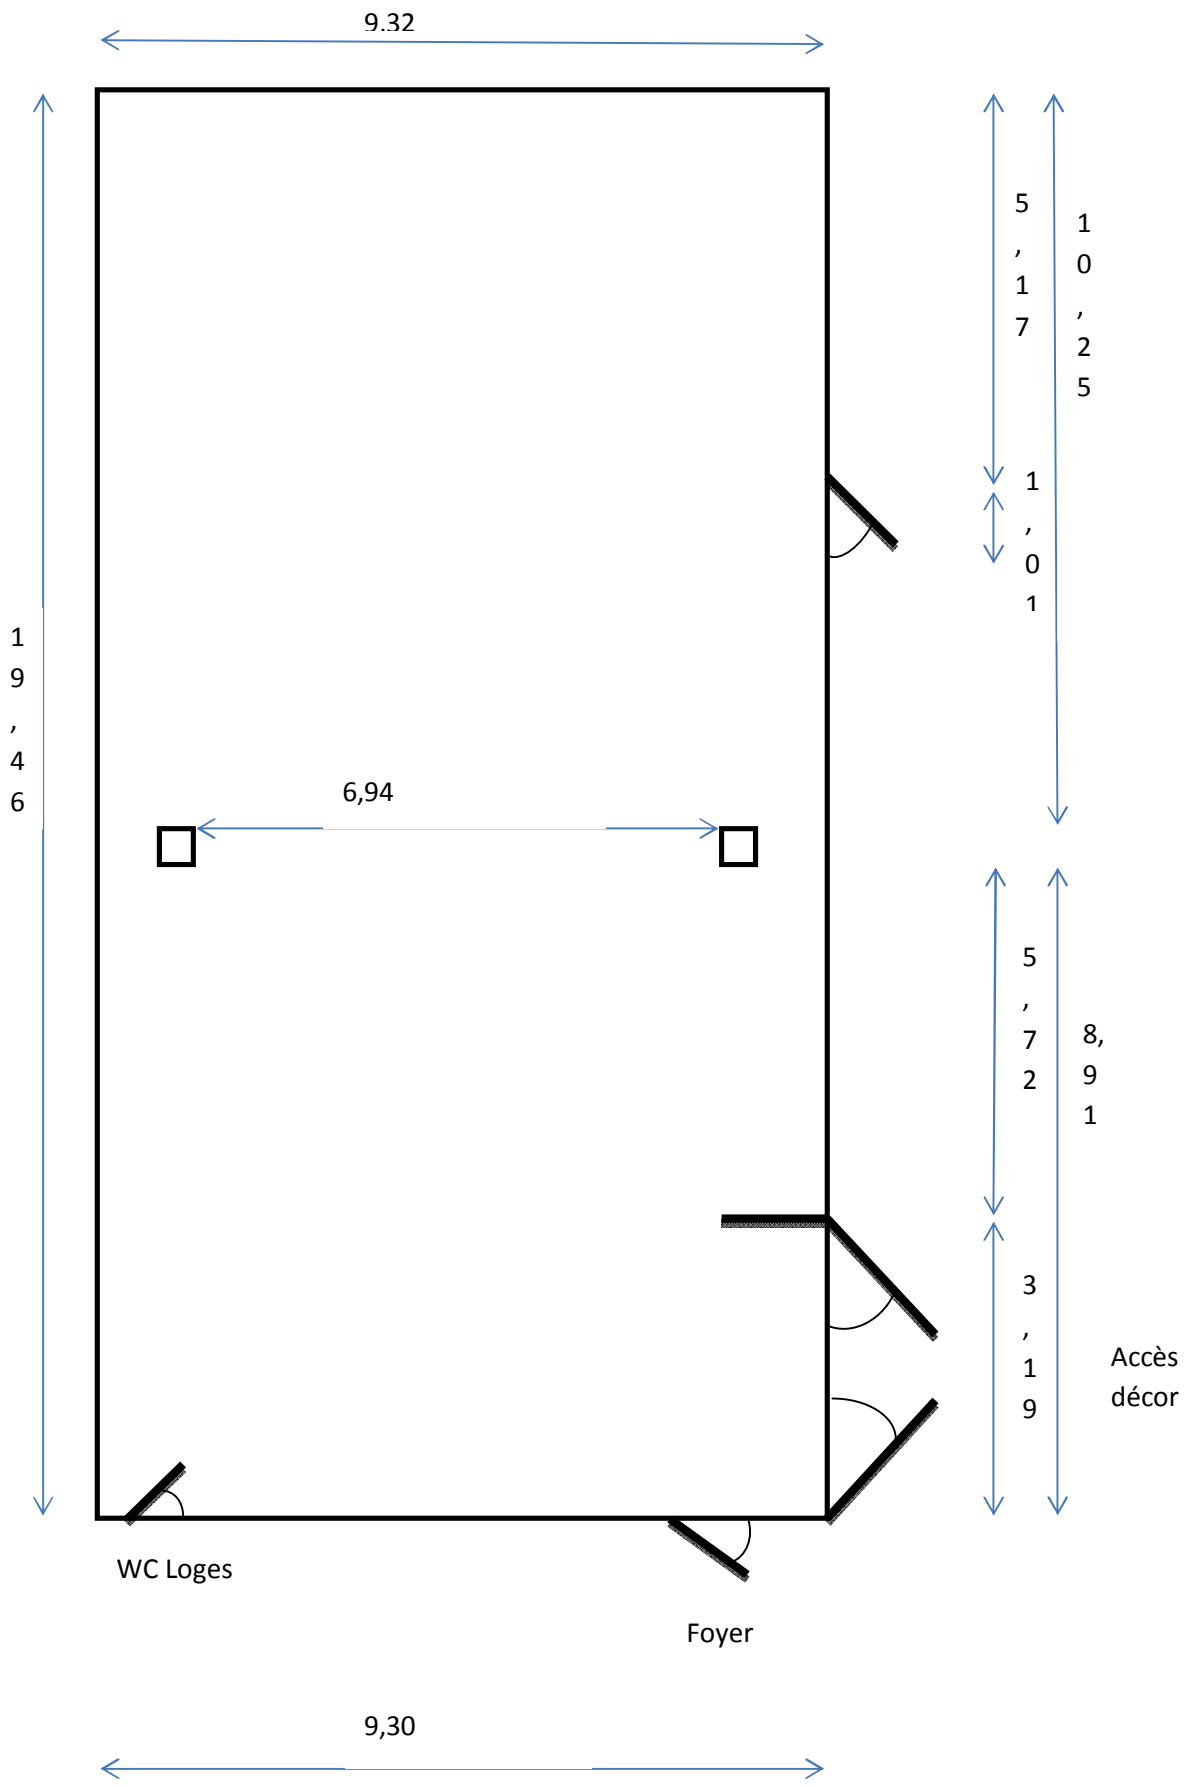 9.32
5,17
10,25
1,01
19,46
6,94
5,72
8,91
3,19
Accès
décor
WC Loges
Foyer
9,30